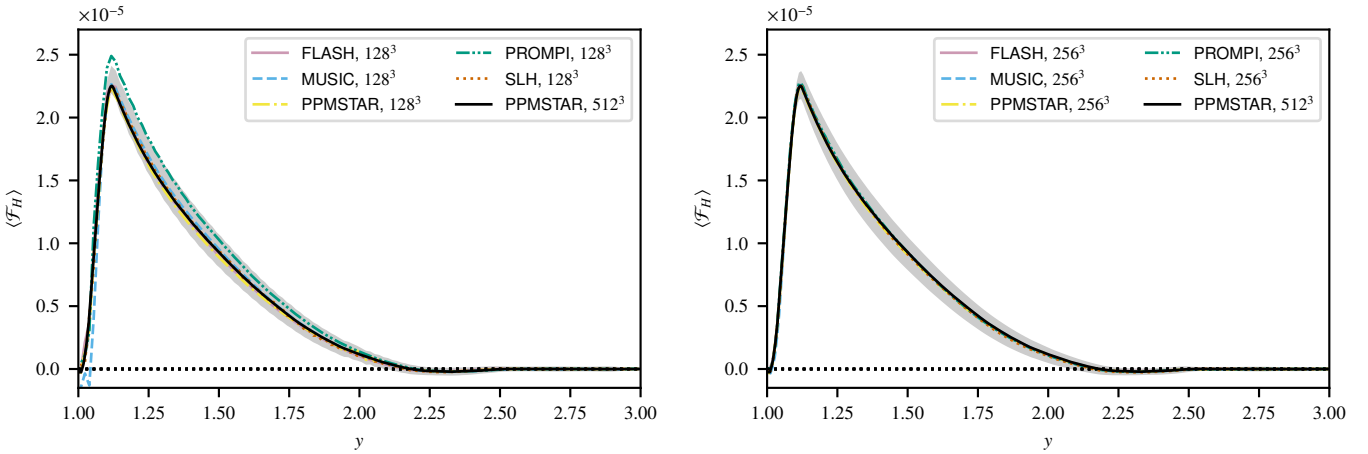 ×10⁻⁵
2.5
2.0
1.5
1.0
0.5
0.0
⟨ℱ_H⟩
1.00 1.25 1.50 1.75 2.00 2.25 2.50 2.75 3.00
y
FLASH, 128³
MUSIC, 128³
PPMSTAR, 128³
PROMPI, 128³
SLH, 128³
PPMSTAR, 512³
×10⁻⁵
2.5
2.0
1.5
1.0
0.5
0.0
⟨ℱ_H⟩
1.00 1.25 1.50 1.75 2.00 2.25 2.50 2.75 3.00
y
FLASH, 256³
MUSIC, 256³
PPMSTAR, 256³
PROMPI, 256³
SLH, 256³
PPMSTAR, 512³